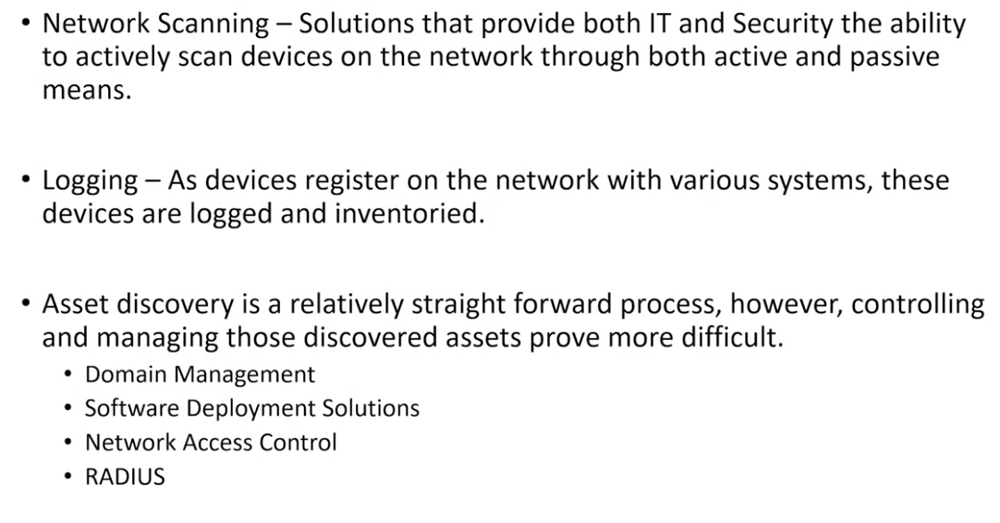 • Network Scanning – Solutions that provide both IT and Security the ability
to actively scan devices on the network through both active and passive
means.
• Logging – As devices register on the network with various systems, these
devices are logged and inventoried.
• Asset discovery is a relatively straight forward process, however, controlling
and managing those discovered assets prove more difficult.
• Domain Management
• Software Deployment Solutions
• Network Access Control
• RADIUS